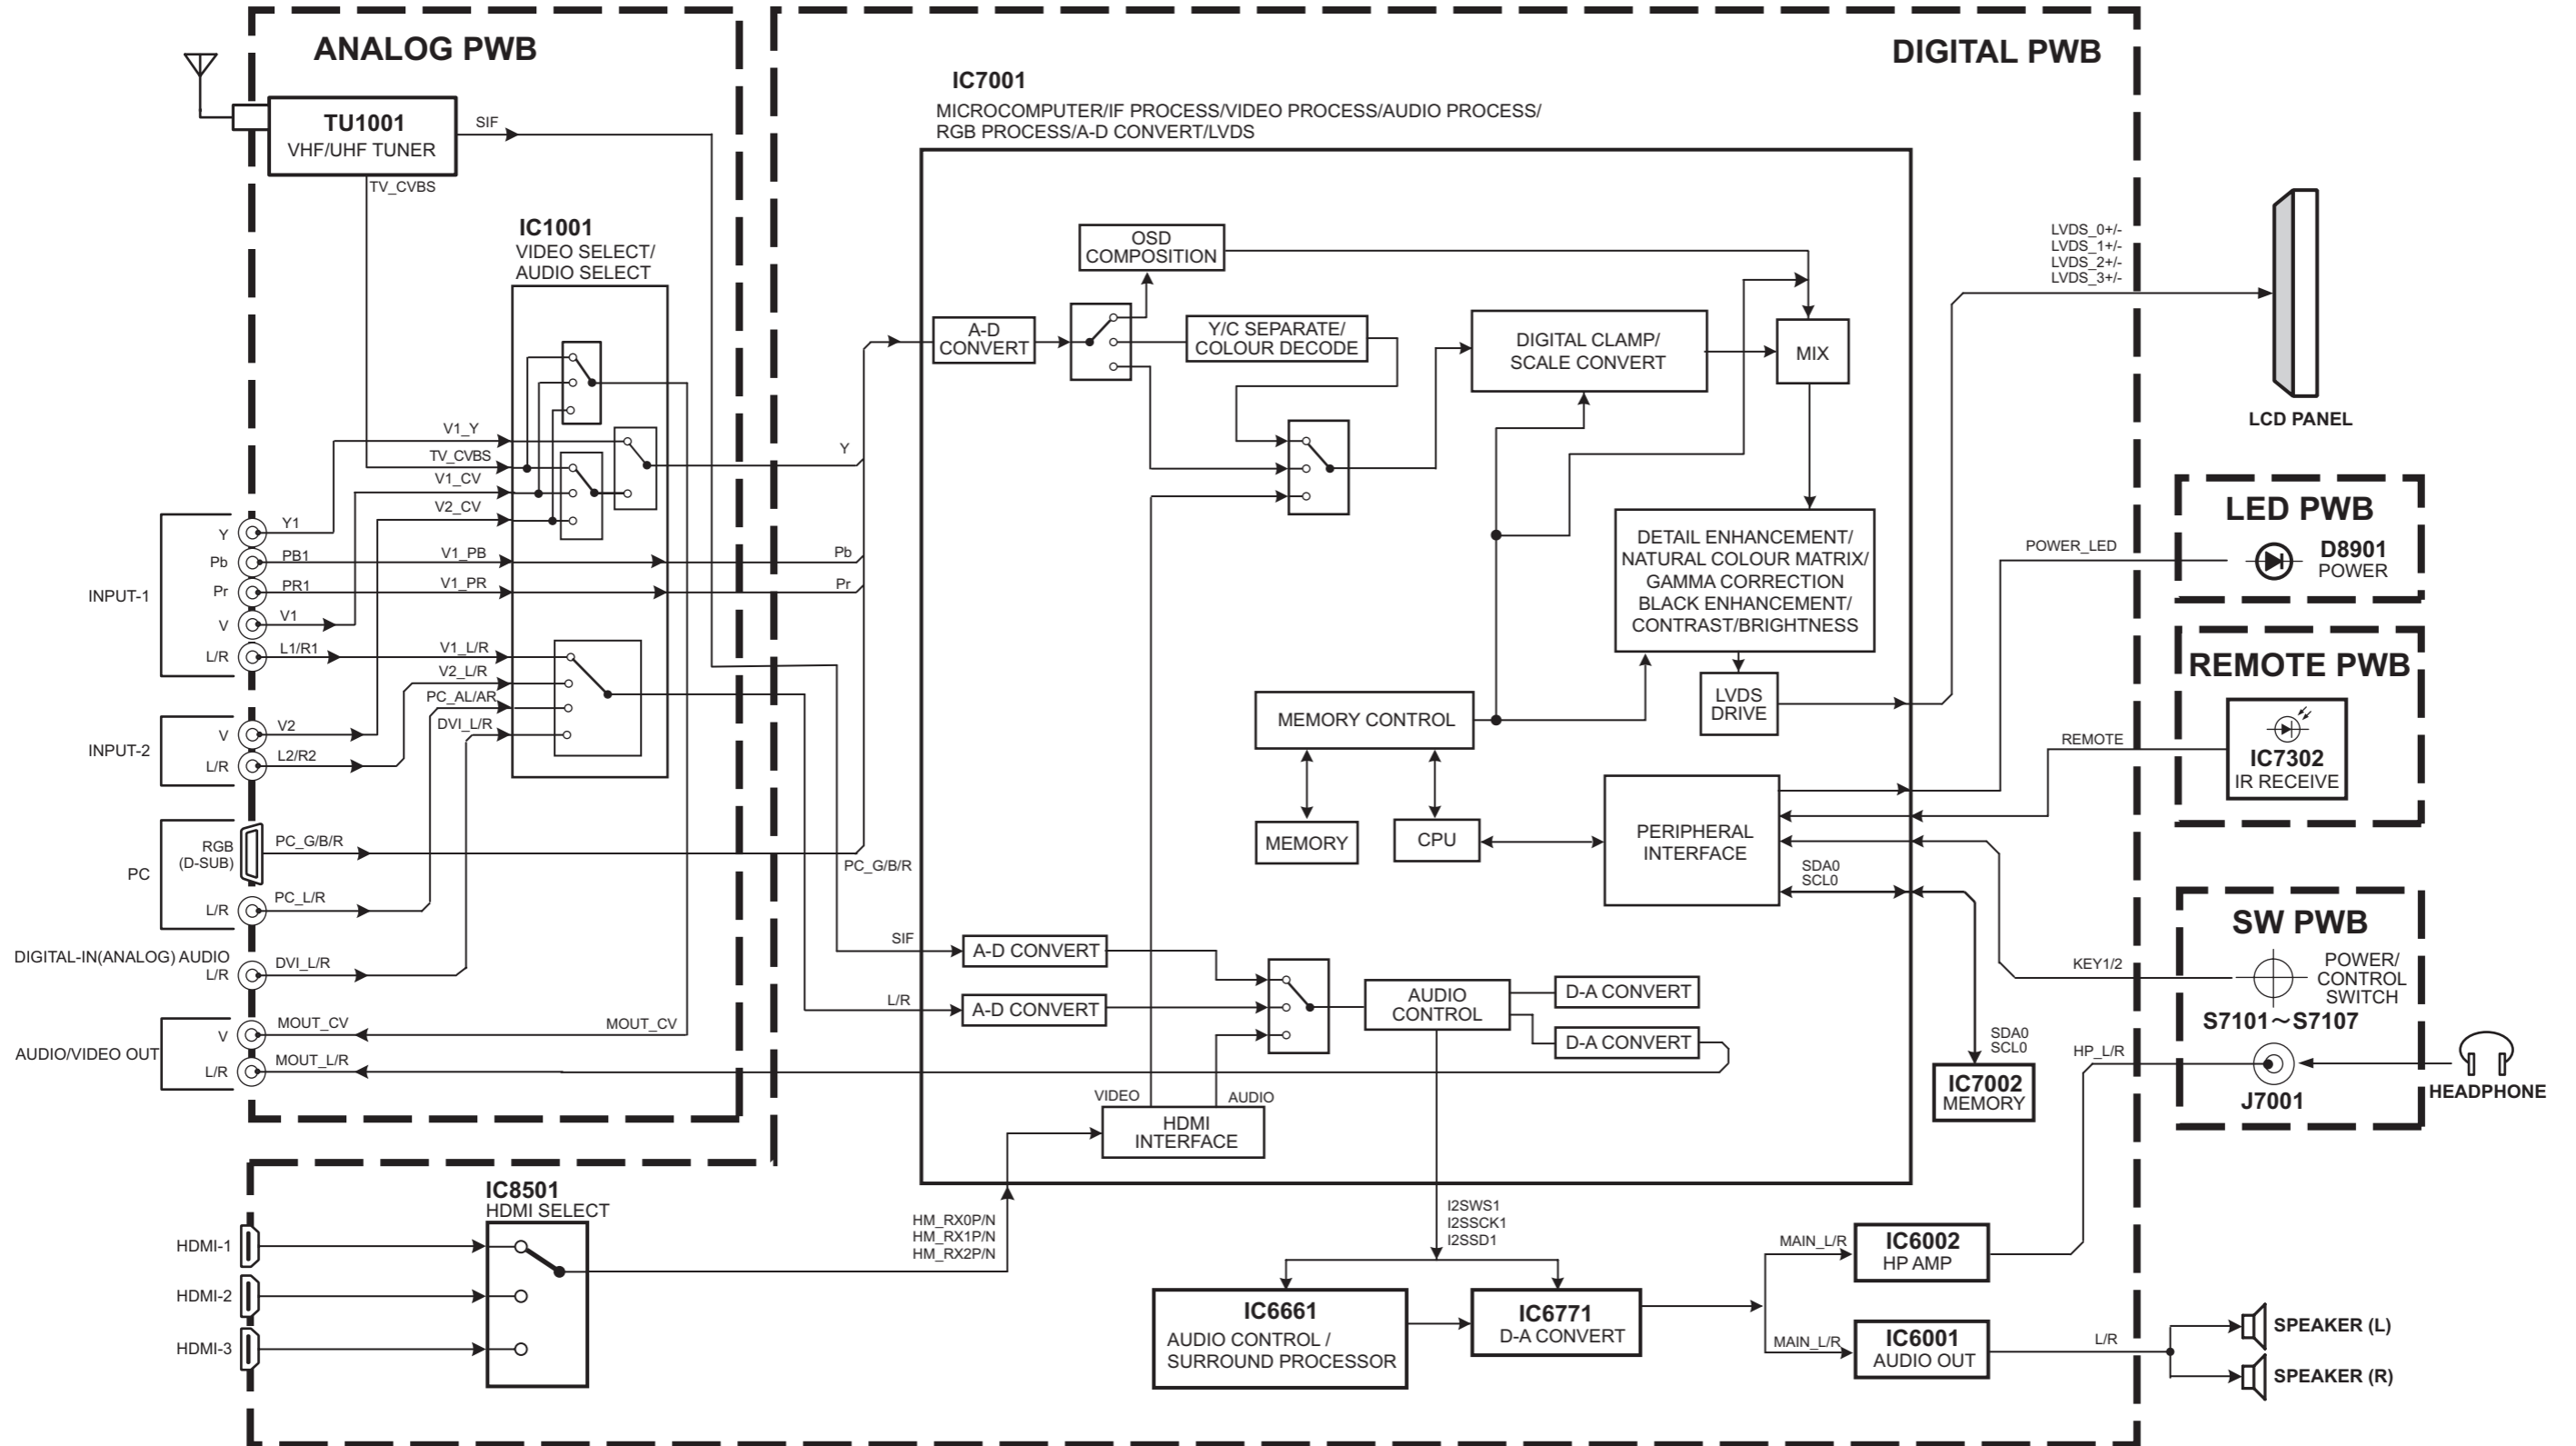 ANALOG PWB
TU1001
VHF/UHF TUNER
SIF
TV_CVBS
IC1001
VIDEO SELECT/
AUDIO SELECT
V1_Y
TV_CVBS
V1_CV
V2_CV
V1_PB
V1_PR
V1_L/R
V2_L/R
PC_AL/AR
DVI_L/R
INPUT-1
Y
Pb
Pr
V
L/R
Y1
PB1
PR1
V1
L1/R1
INPUT-2
V
L/R
V2
L2/R2
PC
RGB
(D-SUB)
L/R
PC_G/B/R
PC_L/R
DIGITAL-IN(ANALOG) AUDIO
L/R
DVI_L/R
AUDIO/VIDEO OUT
V
L/R
MOUT_CV
MOUT_CV
MOUT_L/R
DIGITAL PWB
IC7001
MICROCOMPUTER/IF PROCESS/VIDEO PROCESS/AUDIO PROCESS/
RGB PROCESS/A-D CONVERT/LVDS
Y
Pb
Pr
PC_G/B/R
SIF
L/R
OSD
COMPOSITION
A-D
CONVERT
Y/C SEPARATE/
COLOUR DECODE
DIGITAL CLAMP/
SCALE CONVERT
MIX
DETAIL ENHANCEMENT/
NATURAL COLOUR MATRIX/
GAMMA CORRECTION
BLACK ENHANCEMENT/
CONTRAST/BRIGHTNESS
LVDS
DRIVE
MEMORY CONTROL
MEMORY
CPU
PERIPHERAL
INTERFACE
SDA0
SCL0
A-D CONVERT
A-D CONVERT
AUDIO
CONTROL
D-A CONVERT
D-A CONVERT
VIDEO
AUDIO
HDMI
INTERFACE
IC8501
HDMI SELECT
HDMI-1
HDMI-2
HDMI-3
HM_RX0P/N
HM_RX1P/N
HM_RX2P/N
I2SWS1
I2SSCK1
I2SSD1
IC6661
AUDIO CONTROL /
SURROUND PROCESSOR
IC6771
D-A CONVERT
MAIN_L/R
MAIN_L/R
IC6002
HP AMP
IC6001
AUDIO OUT
SDA0
SCL0
IC7002
MEMORY
LVDS_0+/-
LVDS_1+/-
LVDS_2+/-
LVDS_3+/-
POWER_LED
REMOTE
KEY1/2
HP_L/R
L/R
LCD PANEL
LED PWB
D8901
POWER
REMOTE PWB
IC7302
IR RECEIVE
SW PWB
POWER/
CONTROL
SWITCH
S7101～S7107
J7001
HEADPHONE
SPEAKER (L)
SPEAKER (R)